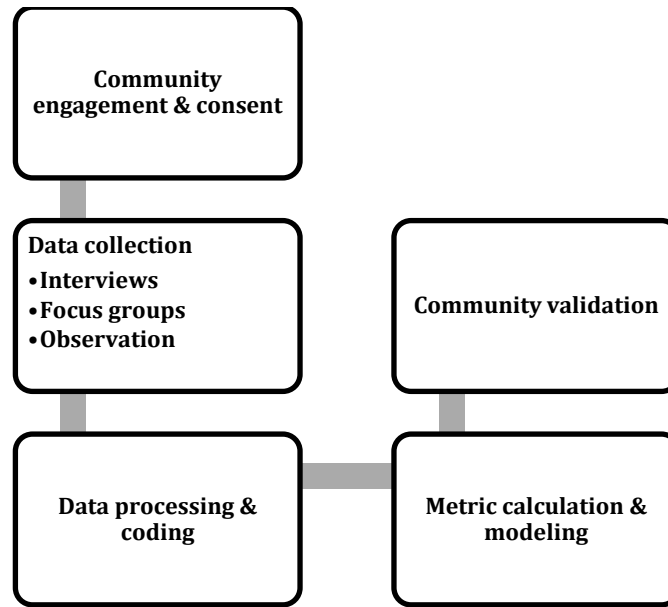 Community
engagement & consent
Data collection
•Interviews
•Focus groups
•Observation
Data processing &
coding
Metric calculation &
modeling
Community validation